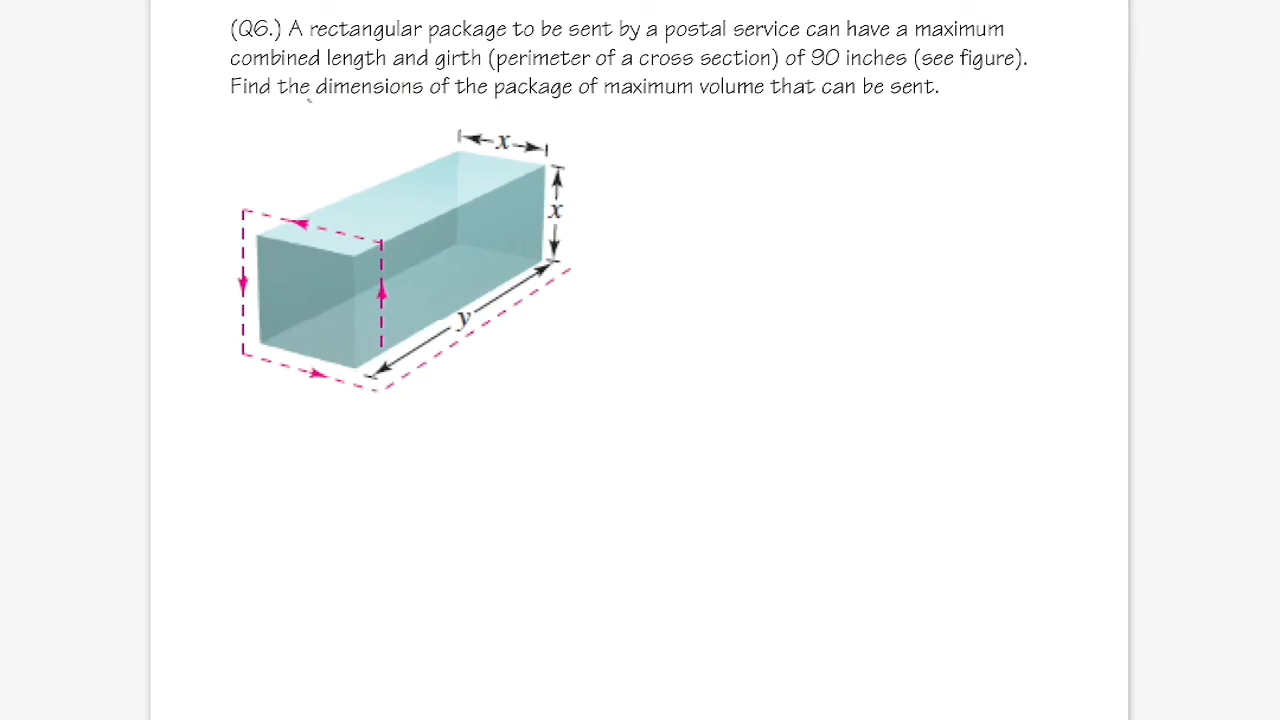 (Q6.) A rectangular package to be sent by a postal service can have a maximum
combined length and girth (perimeter of a cross section) of 90 inches (see figure).
Find the dimensions of the package of maximum volume that can be sent.
x
x
y